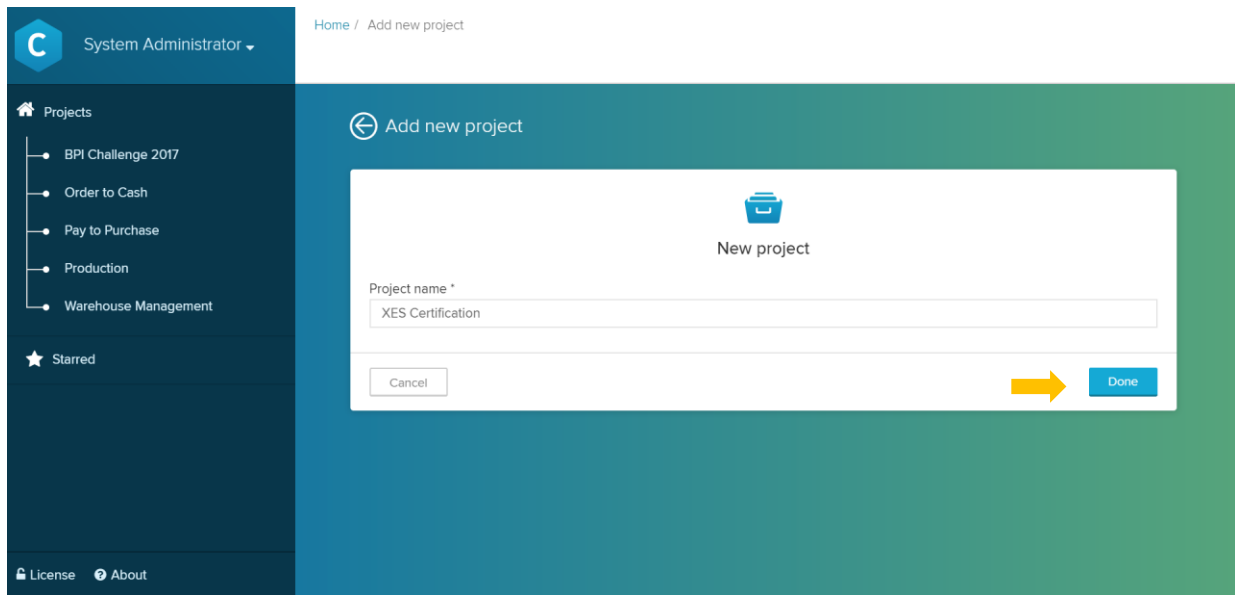 C
System Administrator
Home / Add new project
Projects
BPI Challenge 2017
Order to Cash
Pay to Purchase
Production
Warehouse Management
Starred
License
About
Add new project
New project
Project name *
XES Certification
Cancel
Done